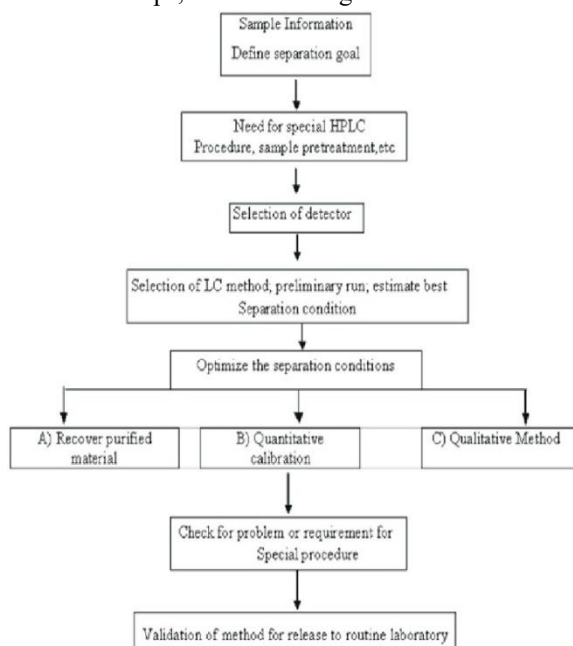 Sample Information
Define separation goal
Need for special HPLC
Procedure, sample pretreatment,etc
Selection of detector
Selection of LC method; preliminary run; estimate best
Separation condition
Optimize the separation conditions
A) Recover purified
material
B) Quantitative
calibration
C) Qualitative Method
Check for problem or requirement for
Special procedure
Validation of method for release to routine laboratory